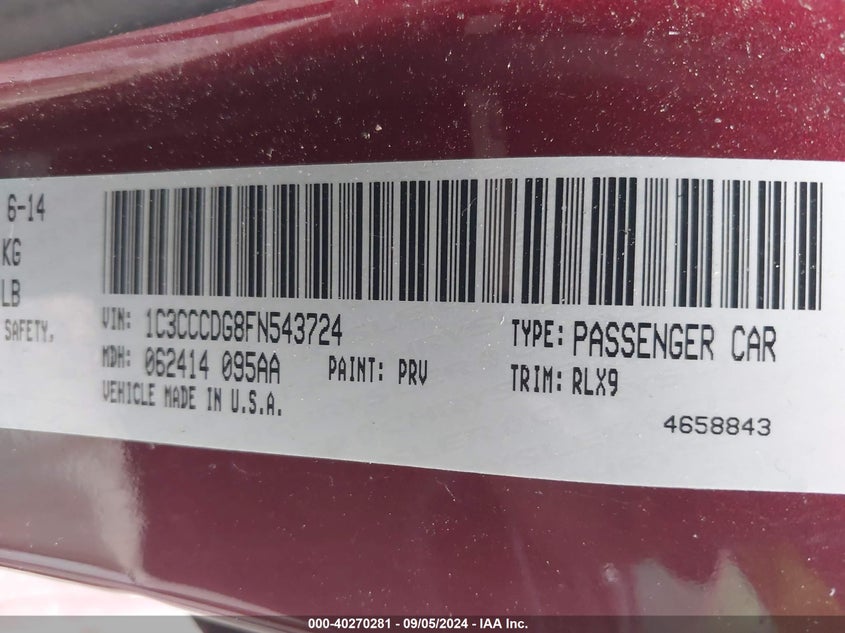 6-14
KG
LB
SAFETY,
VIN: 1C3CCCDG8FN543724
MDH: 062414 095AA
PAINT: PRV
VEHICLE MADE IN U.S.A.
TYPE: PASSENGER CAR
TRIM: RLX9
4658843
000-40270281 - 09/05/2024 - IAA Inc.